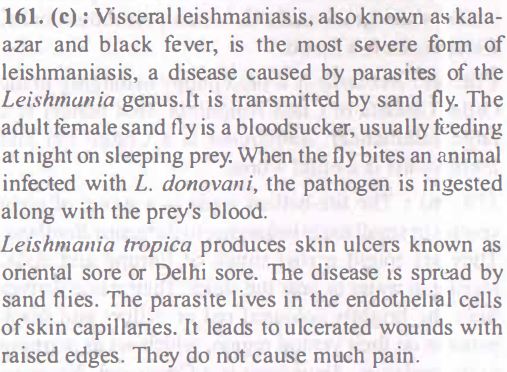 161. (c) : Visceral leishmaniasis, also known as kala-
azar and black fever, is the most severe form of
leishmaniasis, a disease caused by parasites of the
Leishmania genus.It is transmitted by sand fly. The
adult female sand fly is a bloodsucker, usually feeding
at night on sleeping prey. When the fly bites an animal
infected with L. donovani, the pathogen is ingested
along with the prey's blood.
Leishmania tropica produces skin ulcers known as
oriental sore or Delhi sore. The disease is spread by
sand flies. The parasite lives in the endothelial cells
of skin capillaries. It leads to ulcerated wounds with
raised edges. They do not cause much pain.